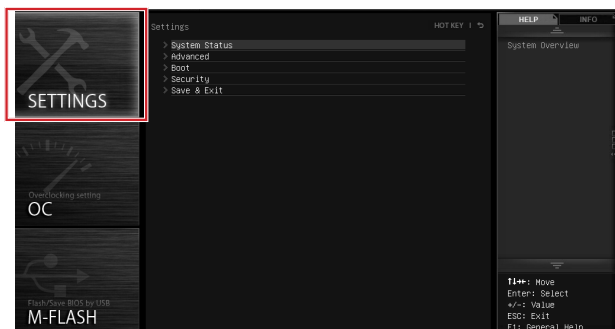 SETTINGS
Overclocking setting
OC
Flash/Save BIOS by USB
M-FLASH
Settings
HOT KEY
> System Status
> Advanced
> Boot
> Security
> Save & Exit
HELP
INFO
System Overview
↑↓→←: Move
Enter: Select
+/-: Value
ESC: Exit
F1: General Help